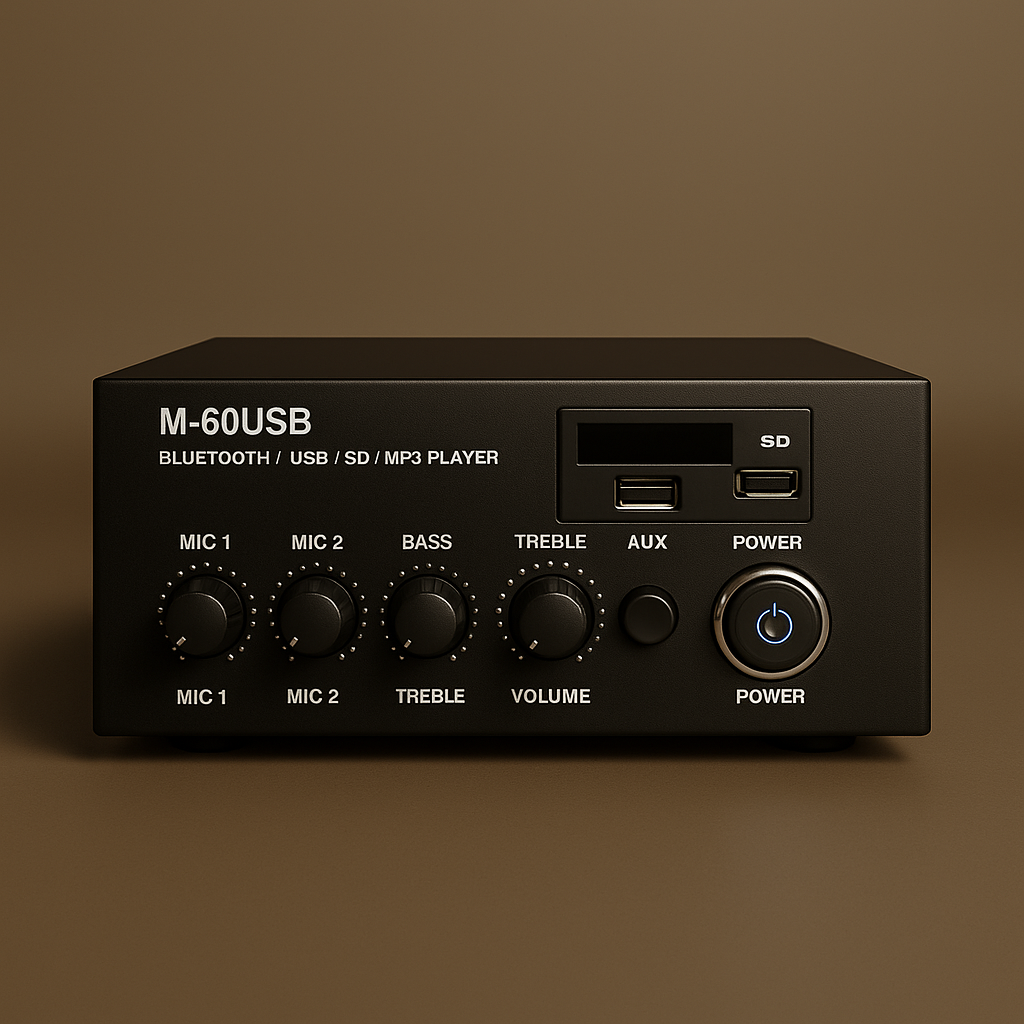 M-60USB
BLUETOOTH / USB / SD / MP3 PLAYER
SD
MIC 1 MIC 2 BASS TREBLE AUX POWER
MIC 1 MIC 2 TREBLE VOLUME POWER